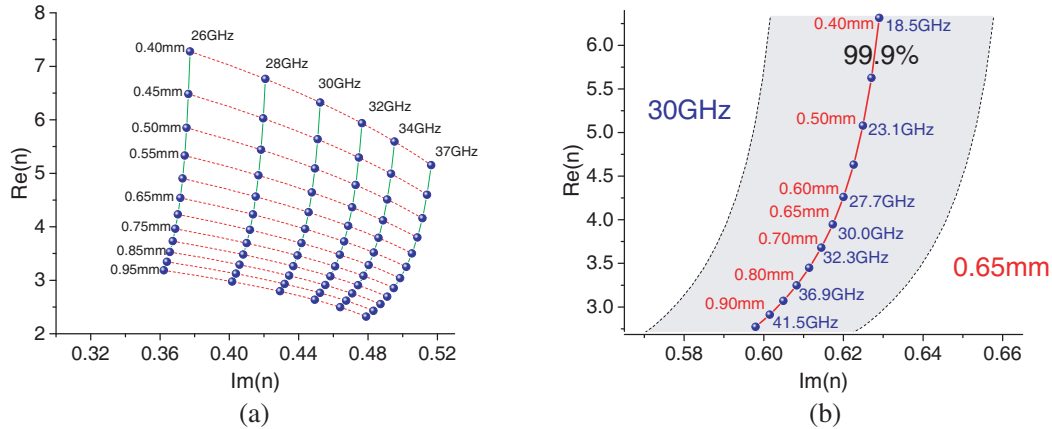 8
7
6
5
4
3
2
Re(n)
0.32
0.36
0.40
0.44
0.48
0.52
Im(n)
26GHz
28GHz
30GHz
32GHz
34GHz
37GHz
0.40mm
0.45mm
0.50mm
0.55mm
0.65mm
0.75mm
0.85mm
0.95mm
(a)
6.0
5.5
5.0
4.5
4.0
3.5
3.0
Re(n)
0.58
0.60
0.62
0.64
0.66
Im(n)
0.40mm
18.5GHz
99.9%
30GHz
0.50mm
23.1GHz
0.60mm
27.7GHz
0.65mm
30.0GHz
0.70mm
32.3GHz
0.65mm
0.80mm
36.9GHz
0.90mm
41.5GHz
(b)